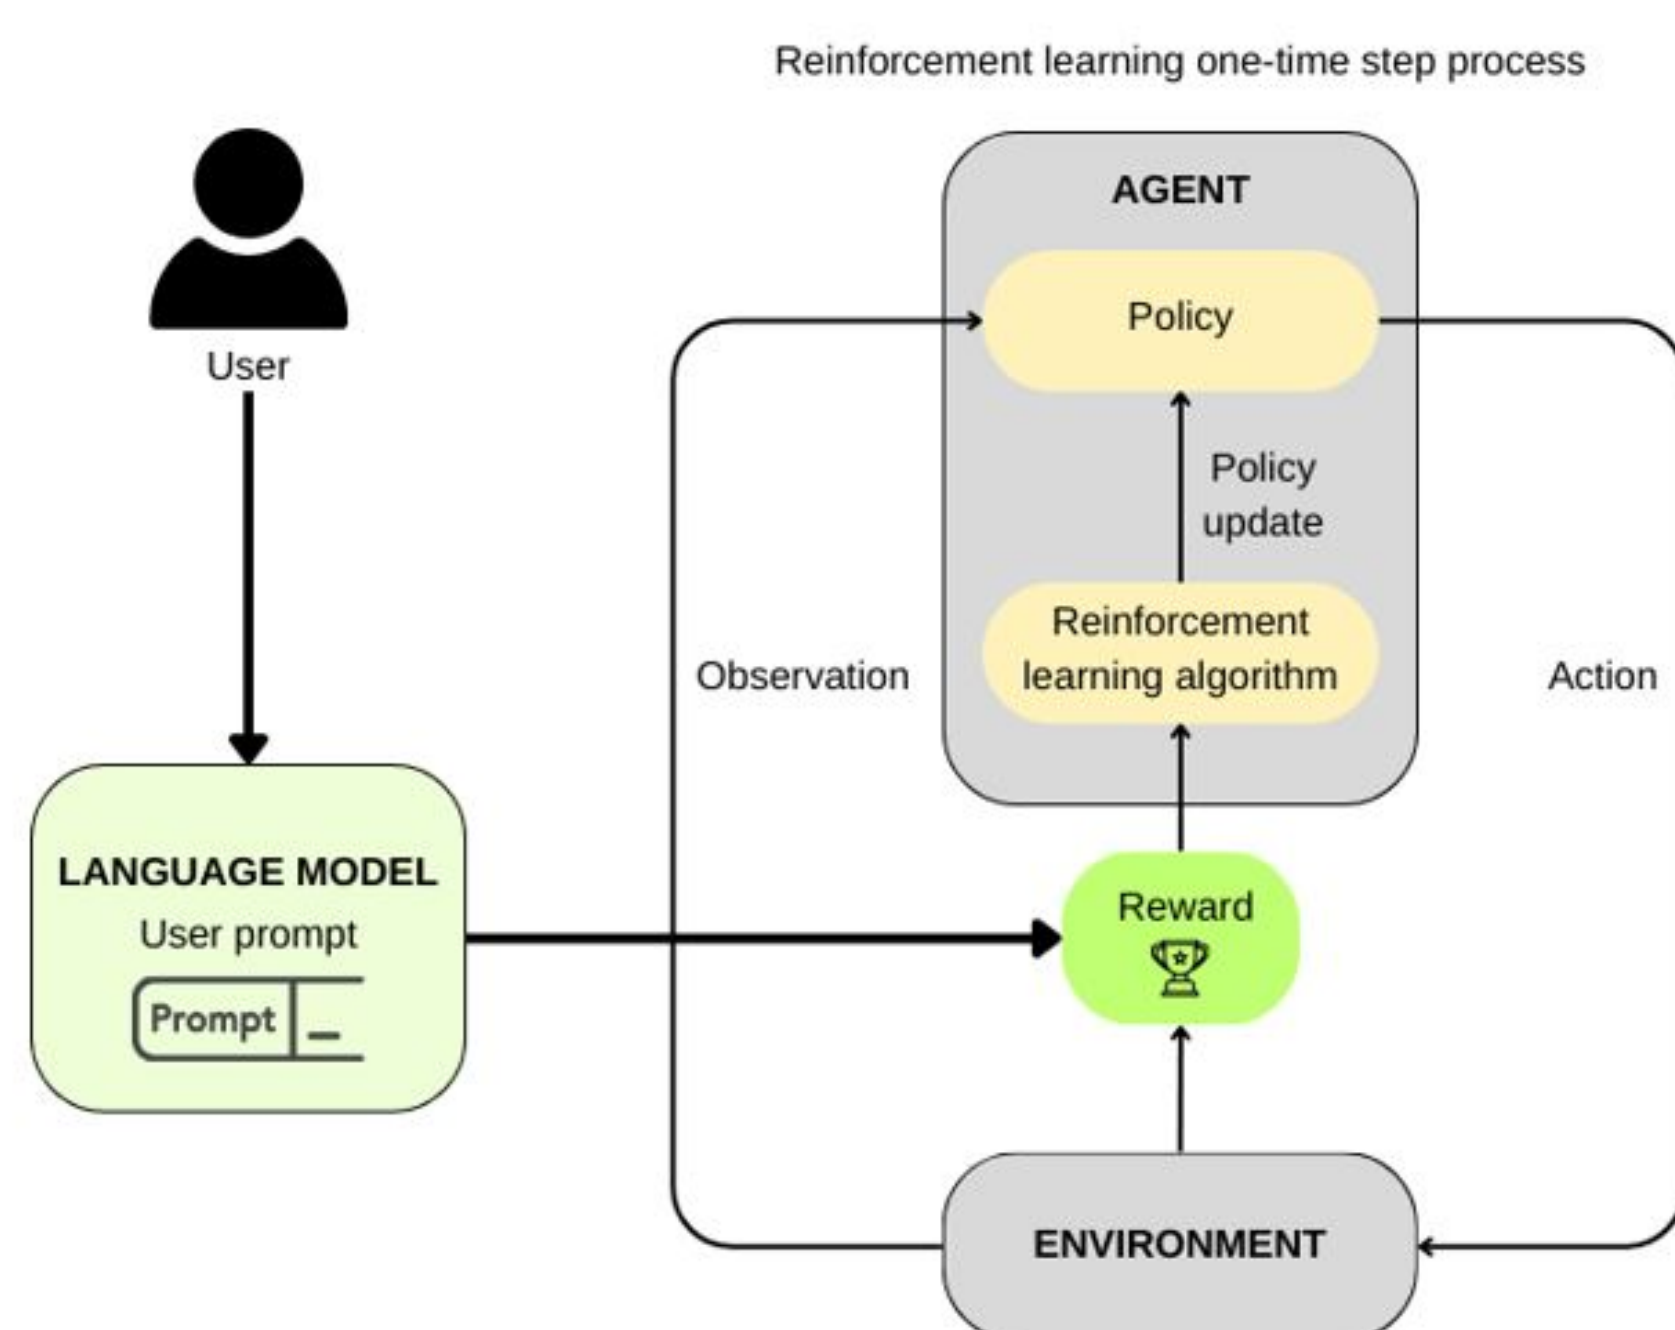 Reinforcement learning one-time step process
AGENT
Policy
User
Policy
update
Reinforcement
learning algorithm
Observation
Action
LANGUAGE MODEL
User prompt
Prompt _
Reward
ENVIRONMENT